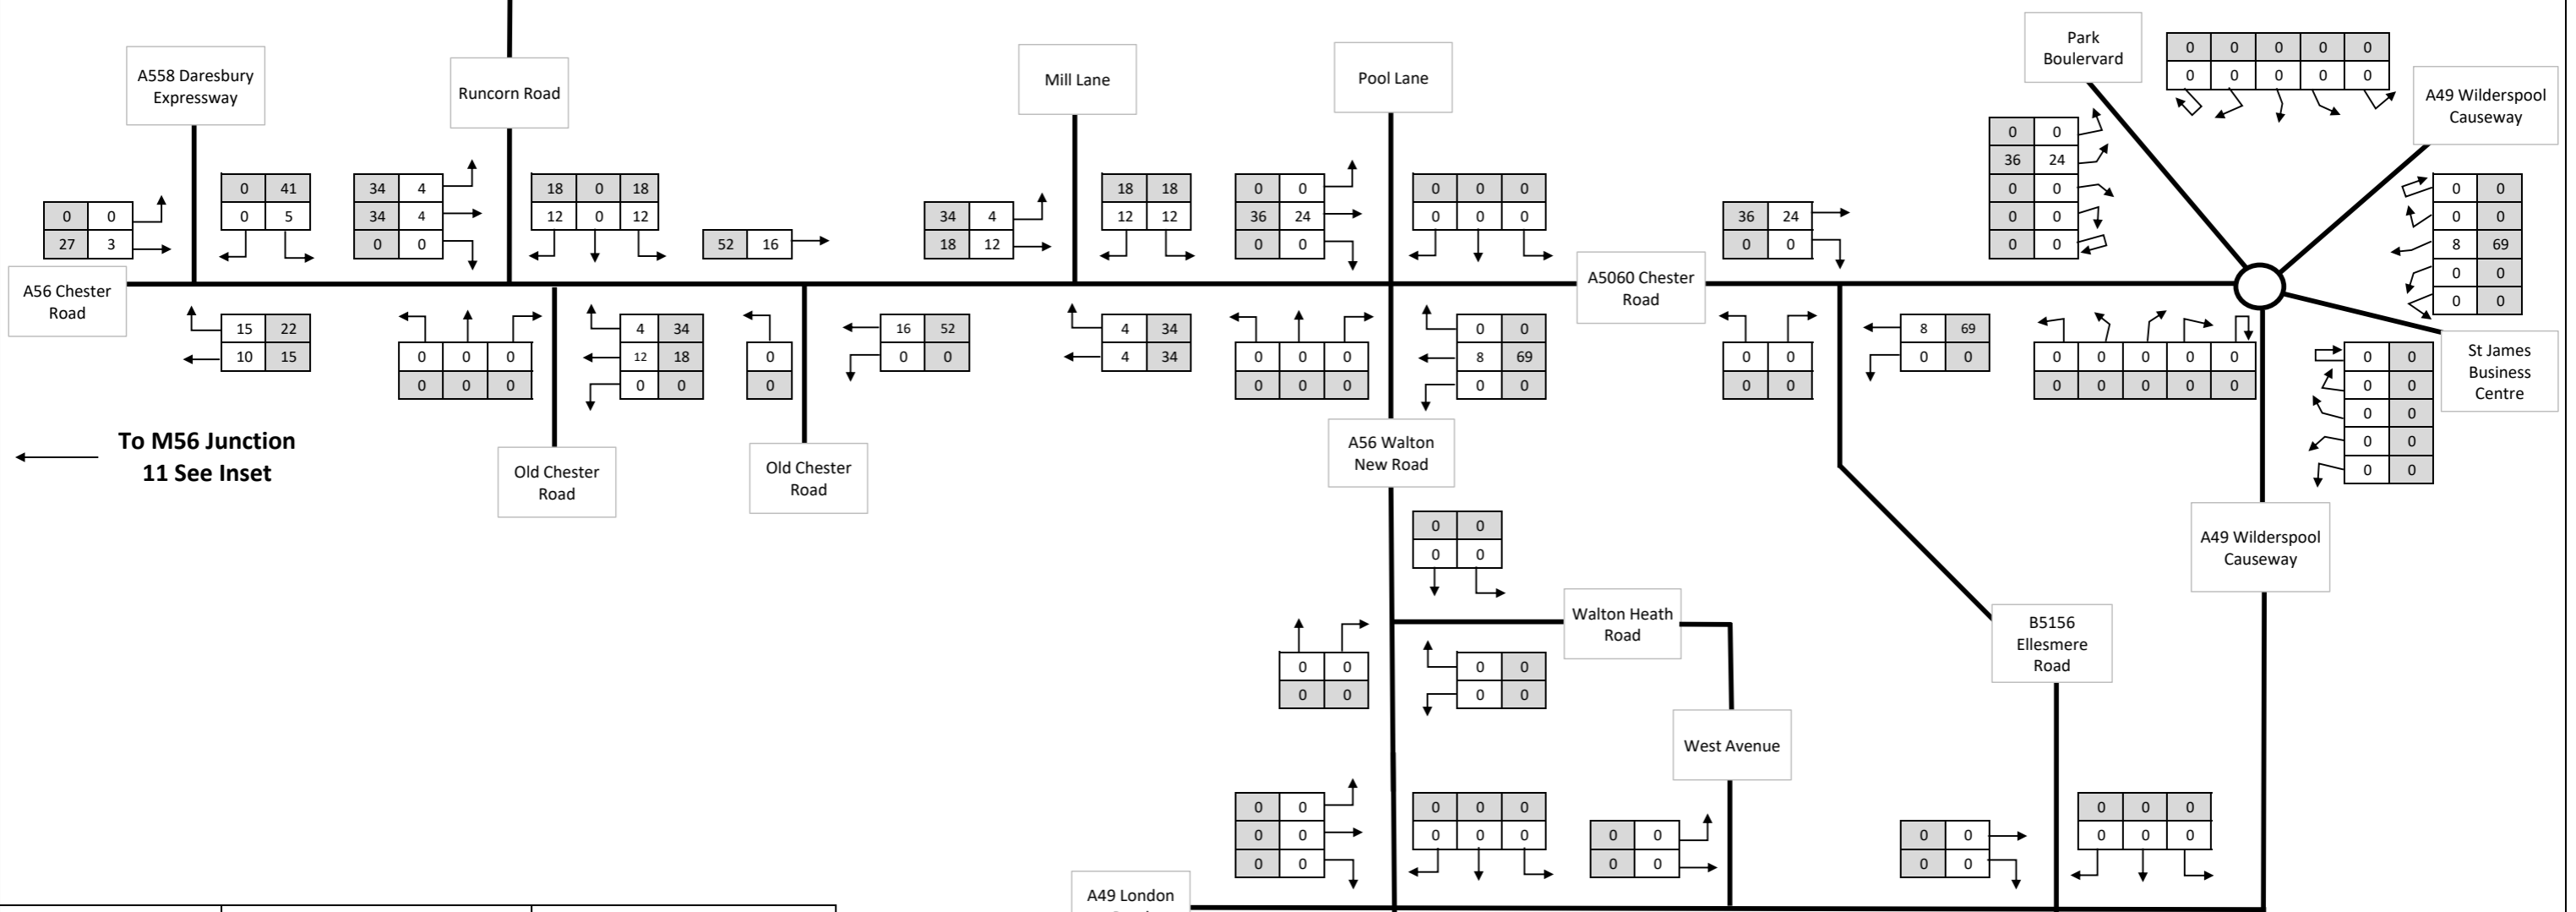 Park
Boulevard
0 0 0 0 0
0 0 0 0 0
A558 Daresbury
Expressway
Runcorn Road
Mill Lane
Pool Lane
A49 Wilderspool
Causeway
0 0
27 3
0 41
0 5
34 4
34 4
0 0
18 0 18
12 0 12
52 16
34 4
18 12
18 18
12 12
0 0
36 24
0 0
0 0 0
0 0 0
36 24
0 0
0 0
36 24
0 0
0 0
0 0
0 0
0 0
8 69
0 0
0 0
A56 Chester
Road
A5060 Chester
Road
15 22
10 15
0 0 0
0 0 0
4 34
12 18
0 0
0
0
16 52
0 0
4 34
4 34
0 0 0
0 0 0
0 0
8 69
0 0
0 0
0 0
8 69
0 0
0 0 0 0 0
0 0 0 0 0
0 0
0 0
0 0
0 0
0 0
St James
Business
Centre
To M56 Junction
11 See Inset
Old Chester
Road
Old Chester
Road
A56 Walton
New Road
A49 Wilderspool
Causeway
0 0
0 0
Walton Heath
Road
B5156
Ellesmere
Road
0 0
0 0
0 0
0 0
West Avenue
0 0
0 0
0 0
0 0 0
0 0 0
0 0
0 0
0 0
0 0
0 0 0
0 0 0
A49 London